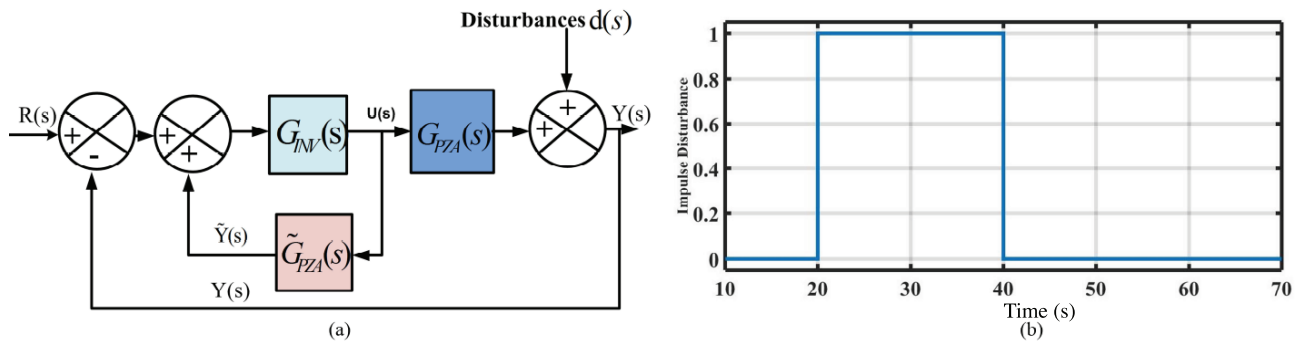 Disturbances d(s)
R(s)
+
-
+
+
G_INV(s)
U(s)
G_PZA(s)
+
+
Y(s)
Ỹ(s)
G̃_PZA(s)
Y(s)
(a)
Impulse Disturbance
1
0.8
0.6
0.4
0.2
0
10 20 30 40 50 60 70
Time (s)
(b)